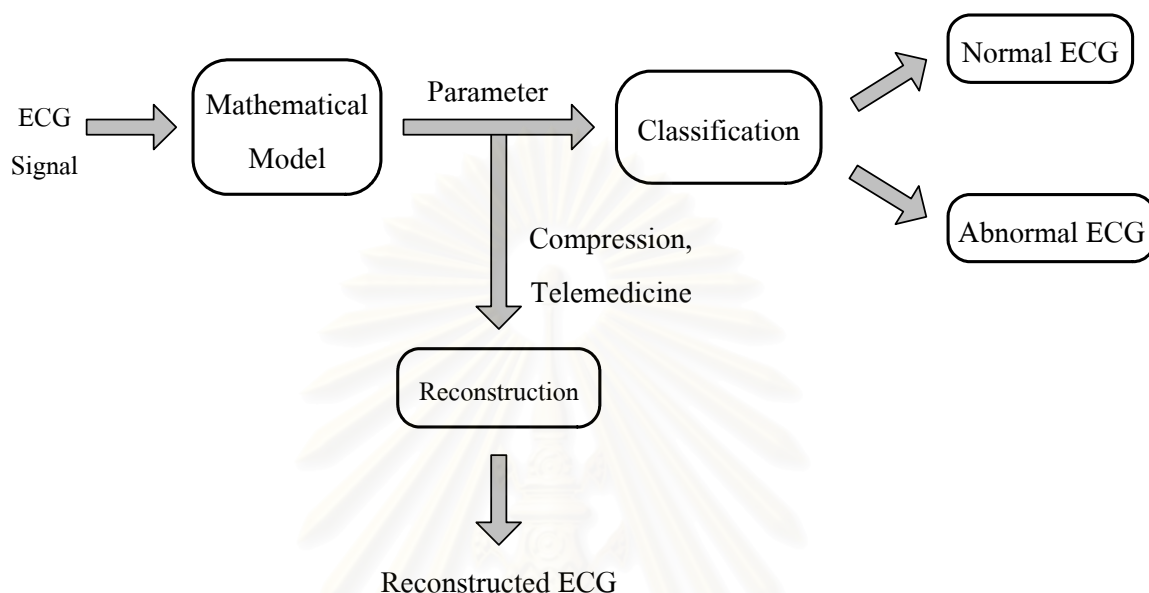 ECG
Signal
Mathematical
Model
Parameter
Classification
Normal ECG
Abnormal ECG
Compression,
Telemedicine
Reconstruction
Reconstructed ECG